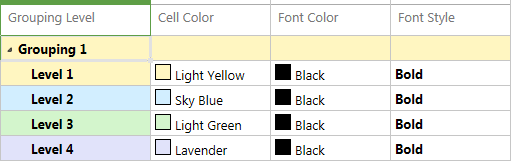 Grouping Level Cell Color Font Color Font Style
Grouping 1
Level 1 Light Yellow Black Bold
Level 2 Sky Blue Black Bold
Level 3 Light Green Black Bold
Level 4 Lavender Black Bold